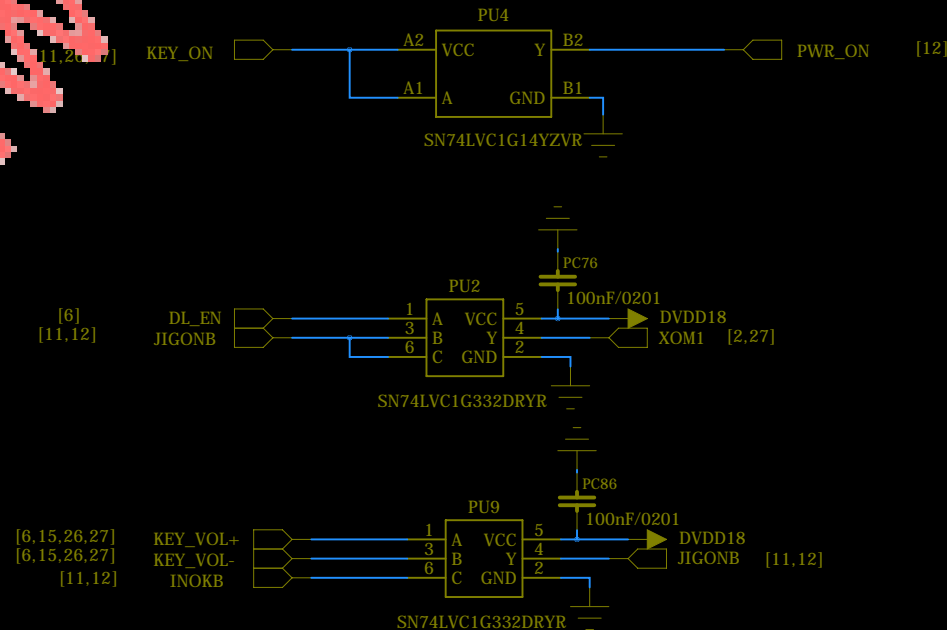 PU4
KEY_ON A2 VCC Y B2 PWR_ON [12]
A1 A GND B1
SN74LVC1G14YZVR
PC76
PU2 100nF/0201
[6] DL_EN 1 A VCC 5 DVDD18
[11,12] JIGONB 3 B Y 4 XOM1 [2,27]
6 C GND 2
SN74LVC1G332DRYR
PC86
PU9 100nF/0201
[6,15,26,27] KEY_VOL+ 1 A VCC 5 DVDD18
[6,15,26,27] KEY_VOL- 3 B Y 4 JIGONB [11,12]
[11,12] INOKB 6 C GND 2
SN74LVC1G332DRYR